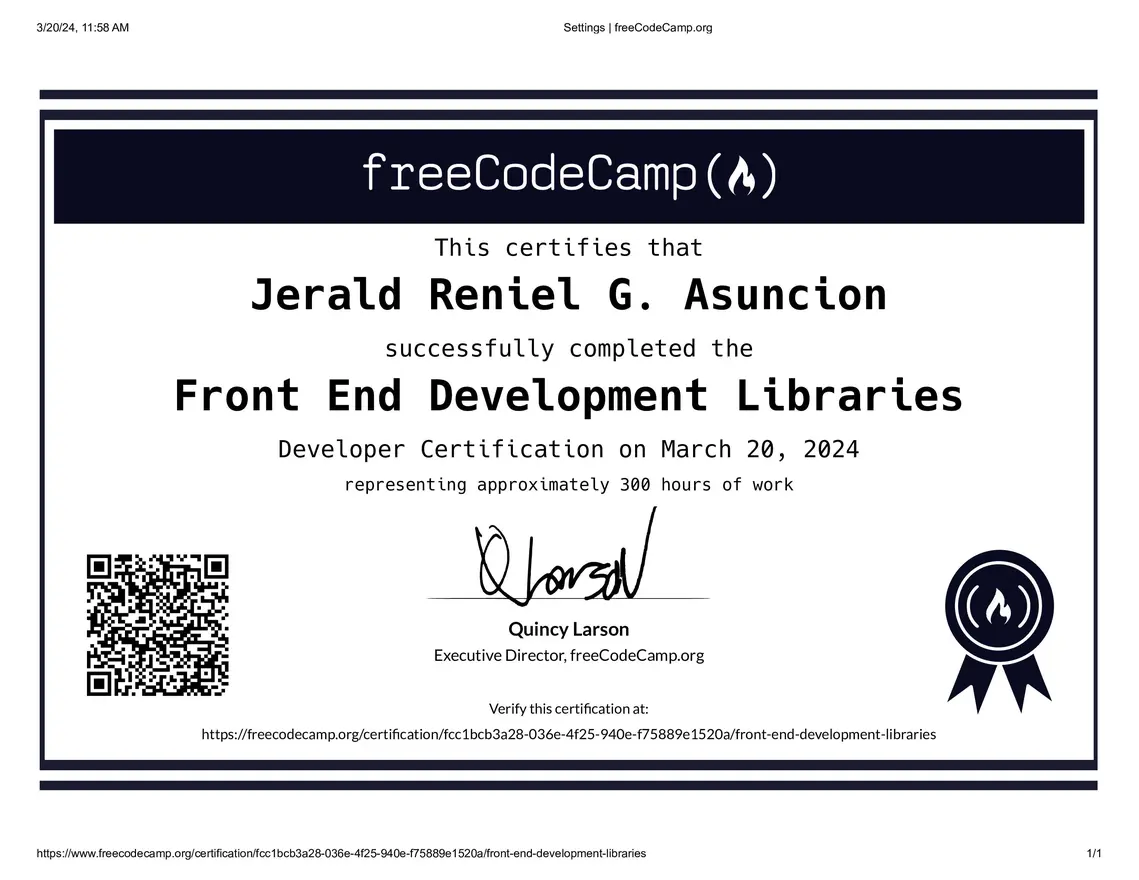 3/20/24, 11:58 AM
Settings | freeCodeCamp.org
freeCodeCamp(🔥)
This certifies that
Jerald Reniel G. Asuncion
successfully completed the
Front End Development Libraries
Developer Certification on March 20, 2024
representing approximately 300 hours of work
Q Larson
Quincy Larson
Executive Director, freeCodeCamp.org
Verify this certification at:
https://freecodecamp.org/certification/fcc1bcb3a28-036e-4f25-940e-f75889e1520a/front-end-development-libraries
https://www.freecodecamp.org/certification/fcc1bcb3a28-036e-4f25-940e-f75889e1520a/front-end-development-libraries
1/1